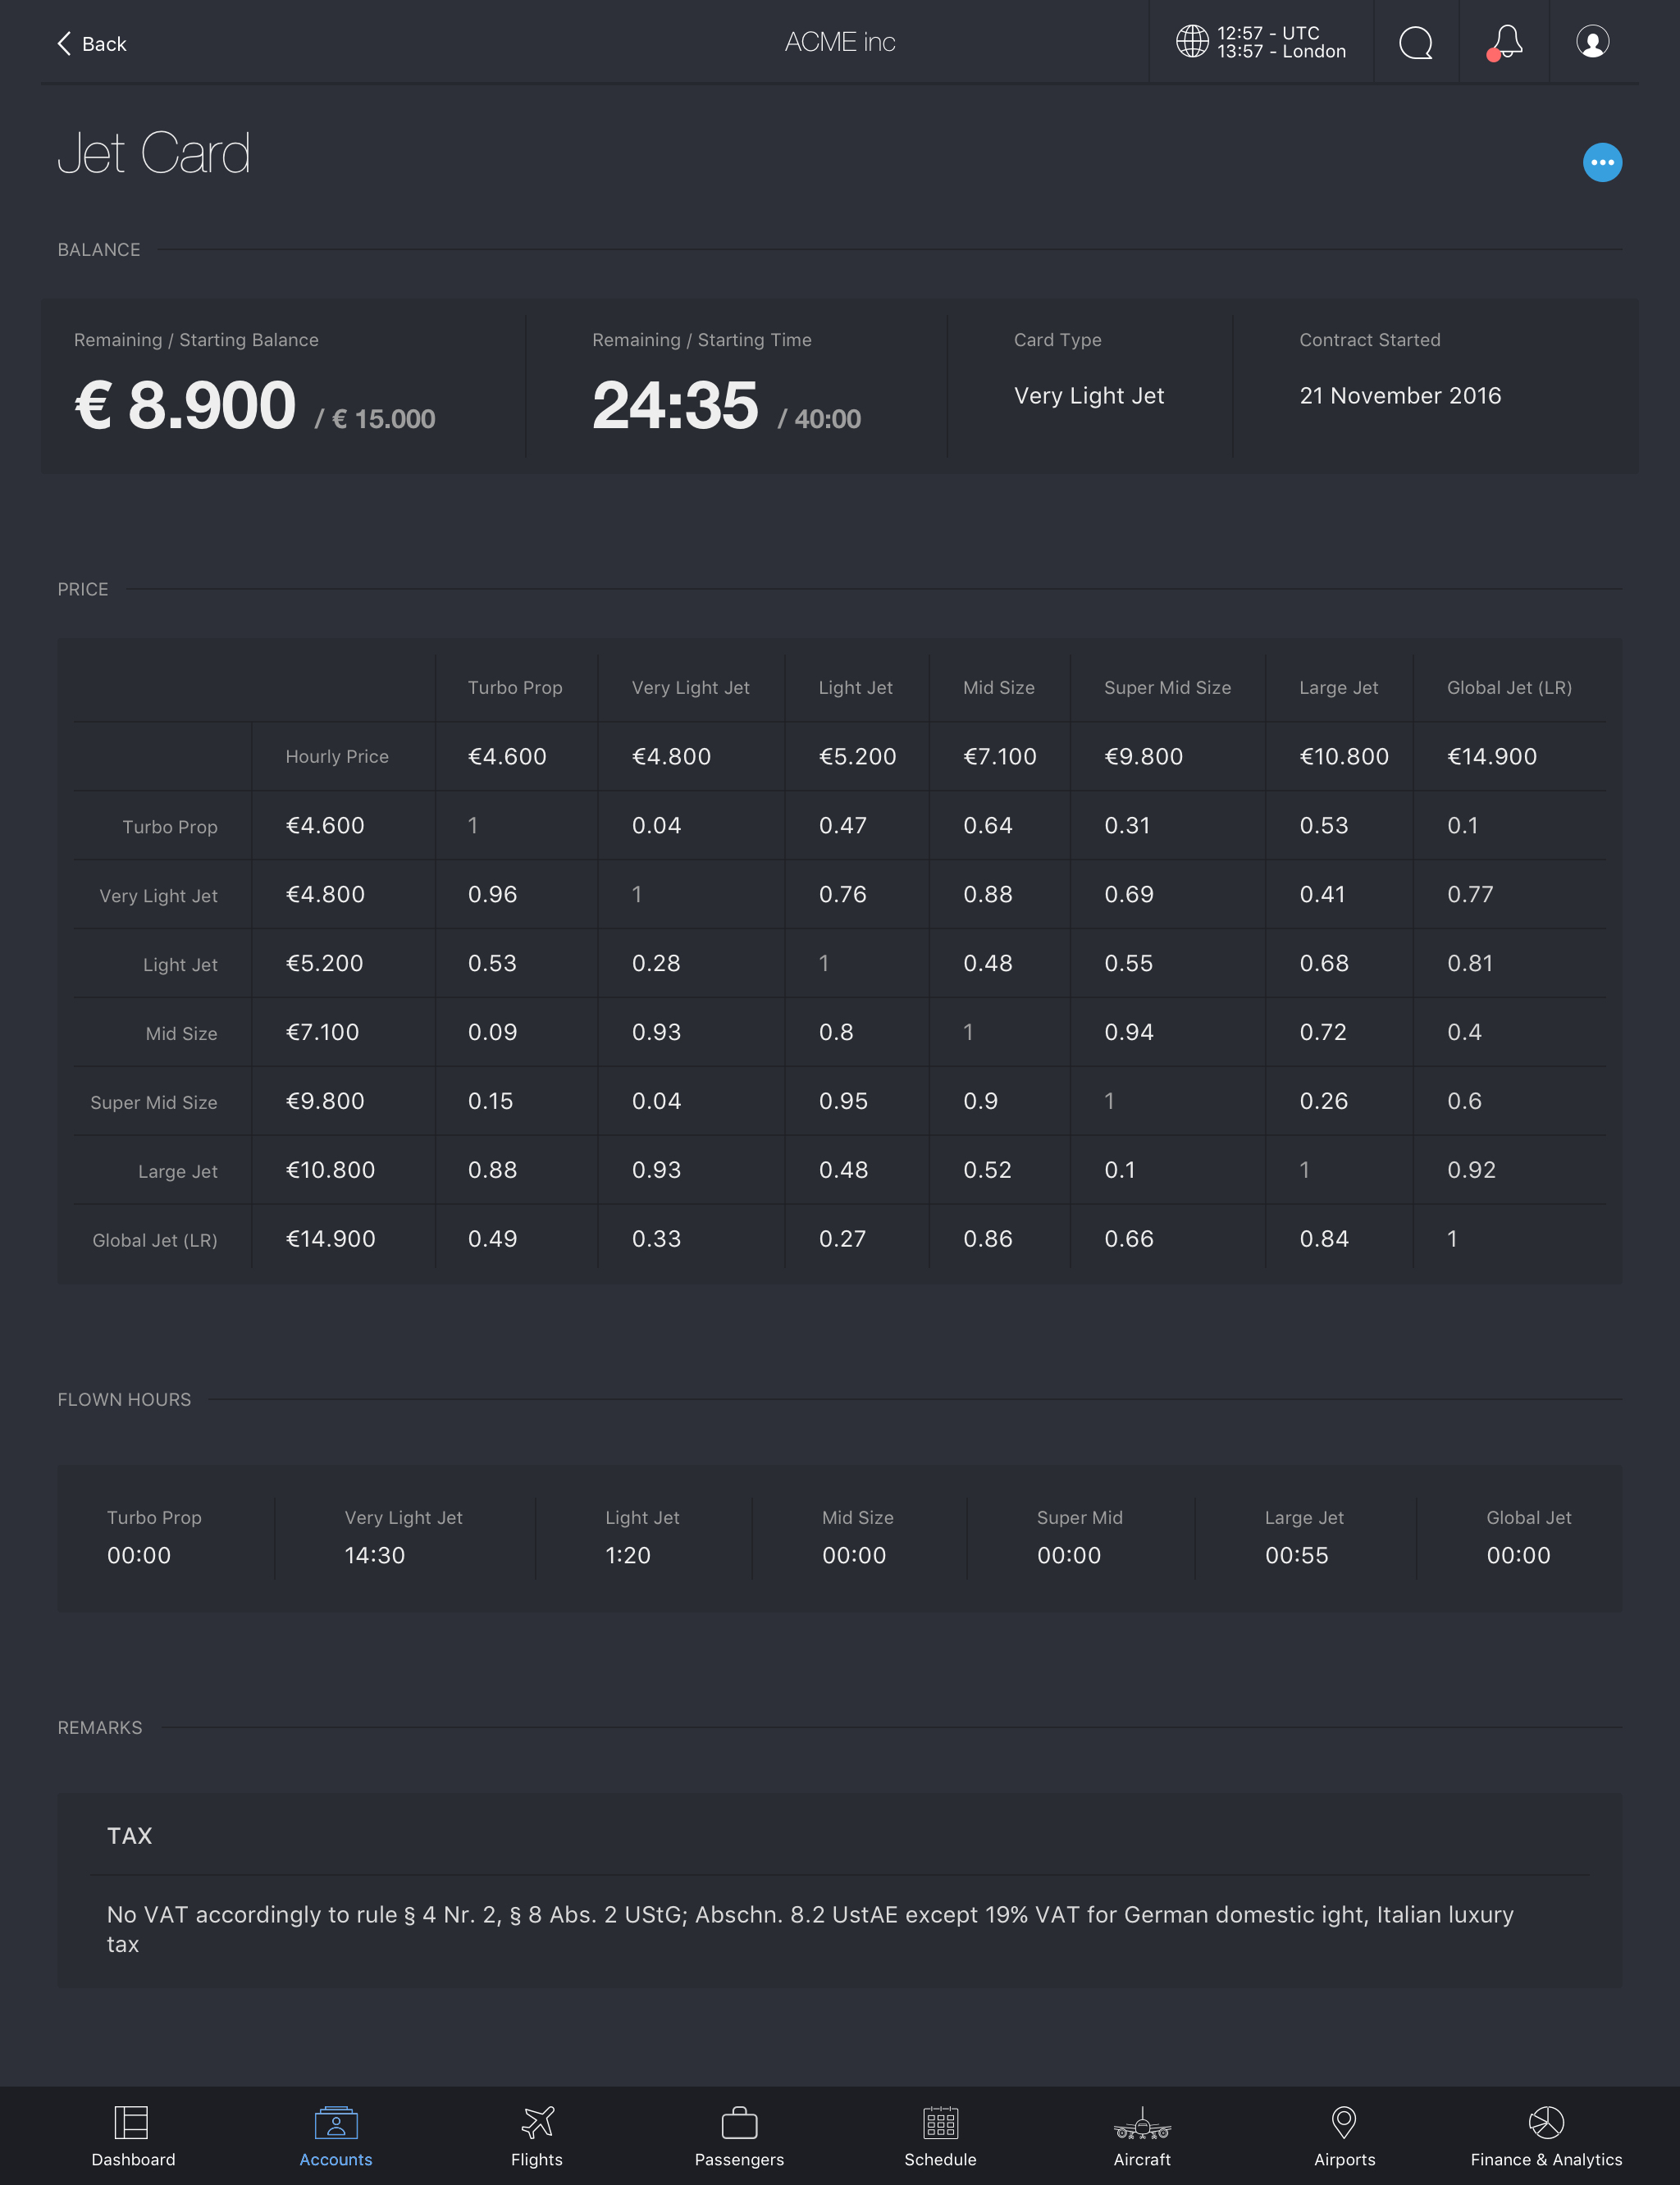 Back
ACME inc
12:57 - UTC
13:57 - London
Jet Card
BALANCE
Remaining / Starting Balance
Remaining / Starting Time
Card Type
Contract Started
€ 8.900 / € 15.000
24:35 / 40:00
Very Light Jet
21 November 2016
PRICE
Turbo Prop Very Light Jet Light Jet Mid Size Super Mid Size Large Jet Global Jet (LR)
Hourly Price €4.600 €4.800 €5.200 €7.100 €9.800 €10.800 €14.900
Turbo Prop €4.600 1 0.04 0.47 0.64 0.31 0.53 0.1
Very Light Jet €4.800 0.96 1 0.76 0.88 0.69 0.41 0.77
Light Jet €5.200 0.53 0.28 1 0.48 0.55 0.68 0.81
Mid Size €7.100 0.09 0.93 0.8 1 0.94 0.72 0.4
Super Mid Size €9.800 0.15 0.04 0.95 0.9 1 0.26 0.6
Large Jet €10.800 0.88 0.93 0.48 0.52 0.1 1 0.92
Global Jet (LR) €14.900 0.49 0.33 0.27 0.86 0.66 0.84 1
FLOWN HOURS
Turbo Prop Very Light Jet Light Jet Mid Size Super Mid Large Jet Global Jet
00:00 14:30 1:20 00:00 00:00 00:55 00:00
REMARKS
TAX
No VAT accordingly to rule § 4 Nr. 2, § 8 Abs. 2 UStG; Abschn. 8.2 UstAE except 19% VAT for German domestic ight, Italian luxury
tax
Dashboard Accounts Flights Passengers Schedule Aircraft Airports Finance & Analytics